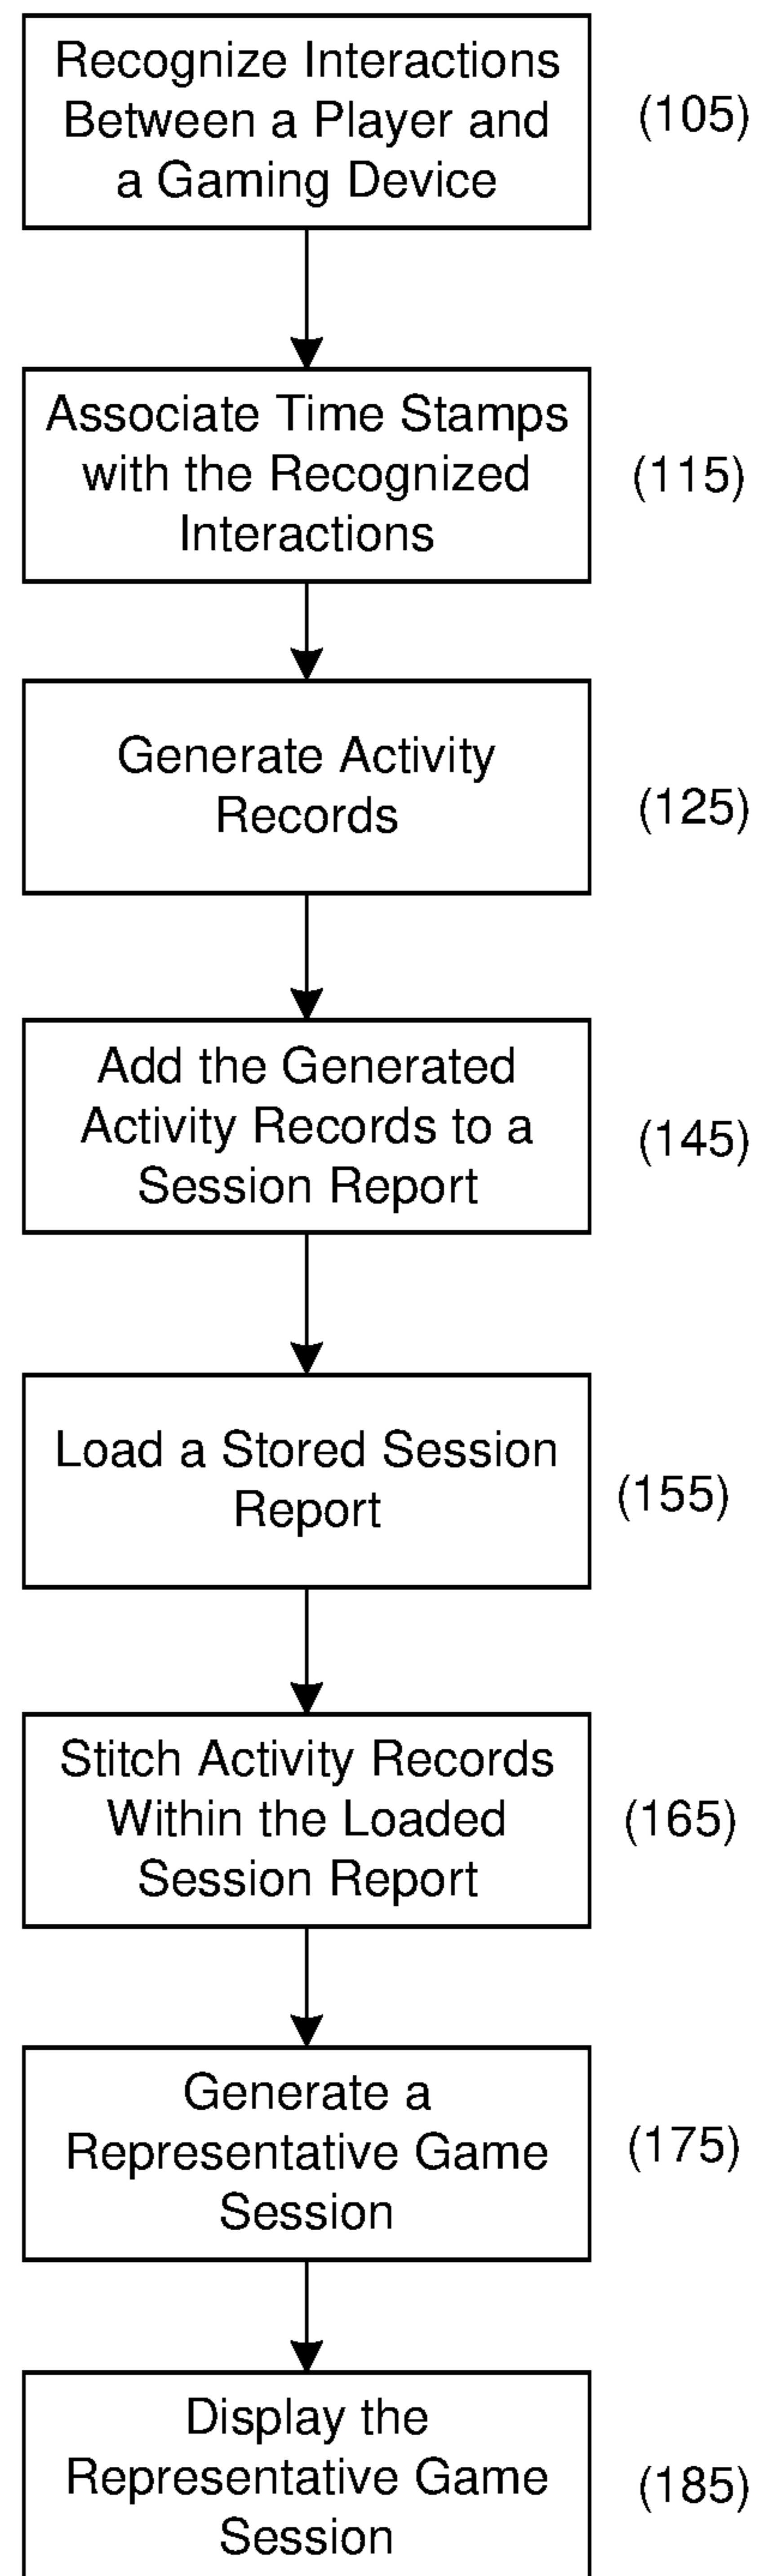 Recognize Interactions
Between a Player and
a Gaming Device
(105)
Associate Time Stamps
with the Recognized
Interactions
(115)
Generate Activity
Records
(125)
Add the Generated
Activity Records to a
Session Report
(145)
Load a Stored Session
Report
(155)
Stitch Activity Records
Within the Loaded
Session Report
(165)
Generate a
Representative Game
Session
(175)
Display the
Representative Game
Session
(185)